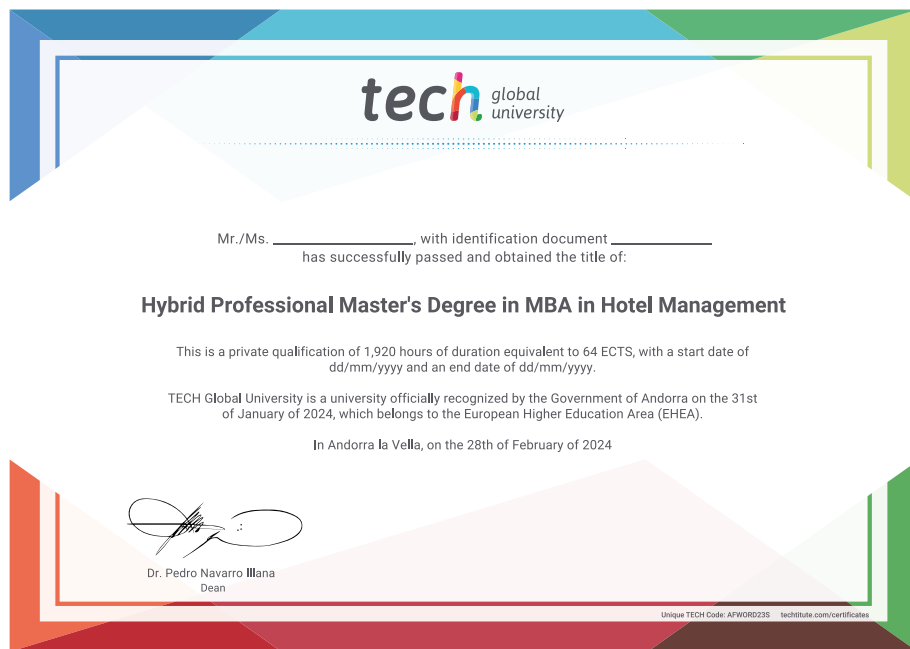 tech global university
Mr./Ms. ____________, with identification document ____________
has successfully passed and obtained the title of:
Hybrid Professional Master's Degree in MBA in Hotel Management
This is a private qualification of 1,920 hours of duration equivalent to 64 ECTS, with a start date of
dd/mm/yyyy and an end date of dd/mm/yyyy.
TECH Global University is a university officially recognized by the Government of Andorra on the 31st
of January of 2024, which belongs to the European Higher Education Area (EHEA).
In Andorra la Vella, on the 28th of February of 2024
Dr. Pedro Navarro Illana
Dean
Unique TECH Code: AFWORD23S techtitute.com/certificates